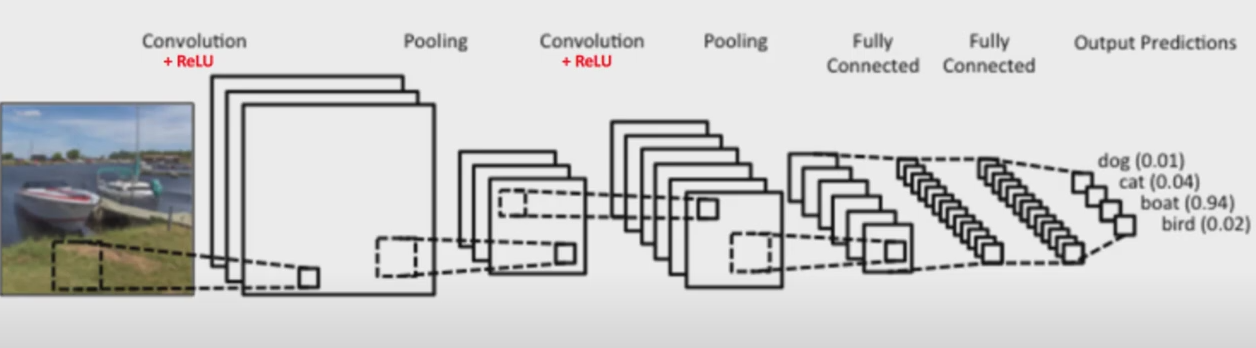 Convolution
+ ReLU
Pooling
Convolution
+ ReLU
Pooling
Fully
Connected
Fully
Connected
Output Predictions
dog (0.01)
cat (0.04)
boat (0.94)
bird (0.02)